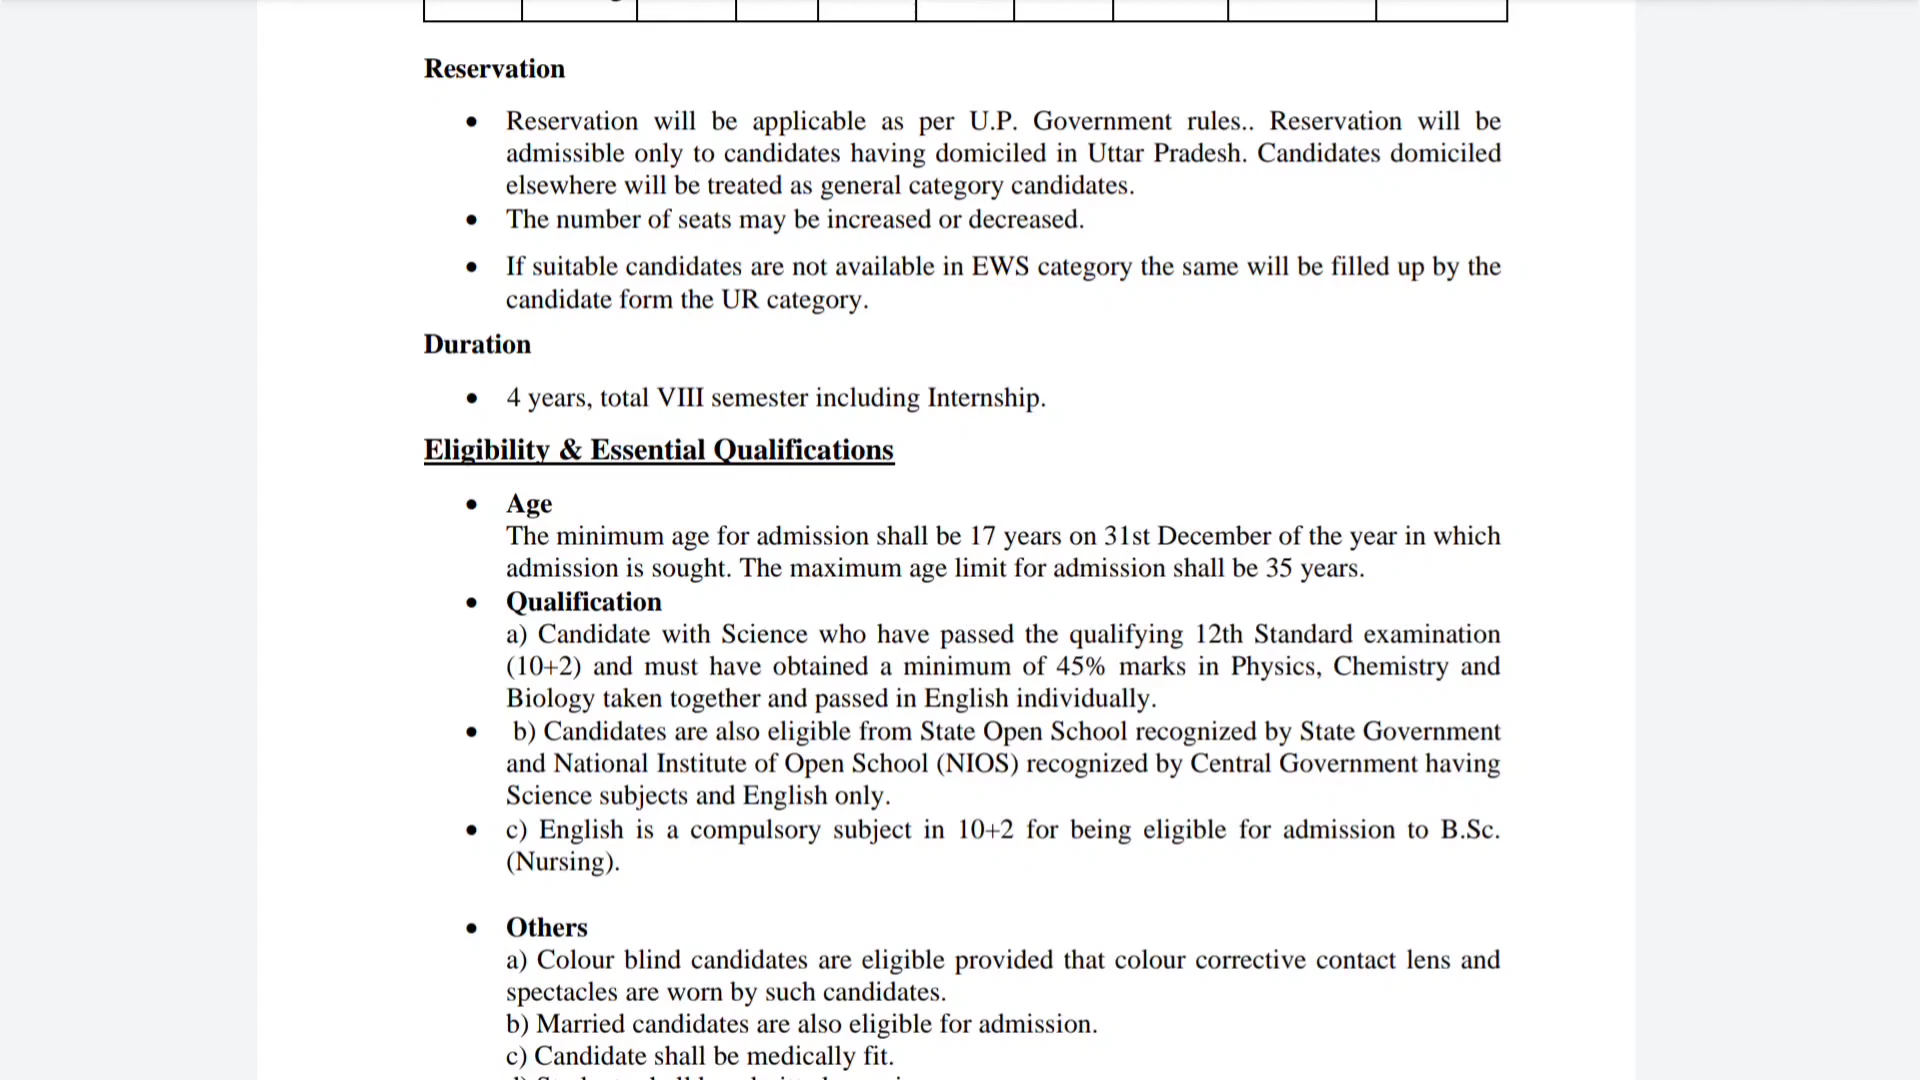 Reservation
• Reservation will be applicable as per U.P. Government rules.. Reservation will be
admissible only to candidates having domiciled in Uttar Pradesh. Candidates domiciled
elsewhere will be treated as general category candidates.
• The number of seats may be increased or decreased.
• If suitable candidates are not available in EWS category the same will be filled up by the
candidate form the UR category.
Duration
• 4 years, total VIII semester including Internship.
Eligibility & Essential Qualifications
• Age
The minimum age for admission shall be 17 years on 31st December of the year in which
admission is sought. The maximum age limit for admission shall be 35 years.
• Qualification
a) Candidate with Science who have passed the qualifying 12th Standard examination
(10+2) and must have obtained a minimum of 45% marks in Physics, Chemistry and
Biology taken together and passed in English individually.
• b) Candidates are also eligible from State Open School recognized by State Government
and National Institute of Open School (NIOS) recognized by Central Government having
Science subjects and English only.
• c) English is a compulsory subject in 10+2 for being eligible for admission to B.Sc.
(Nursing).
• Others
a) Colour blind candidates are eligible provided that colour corrective contact lens and
spectacles are worn by such candidates.
b) Married candidates are also eligible for admission.
c) Candidate shall be medically fit.